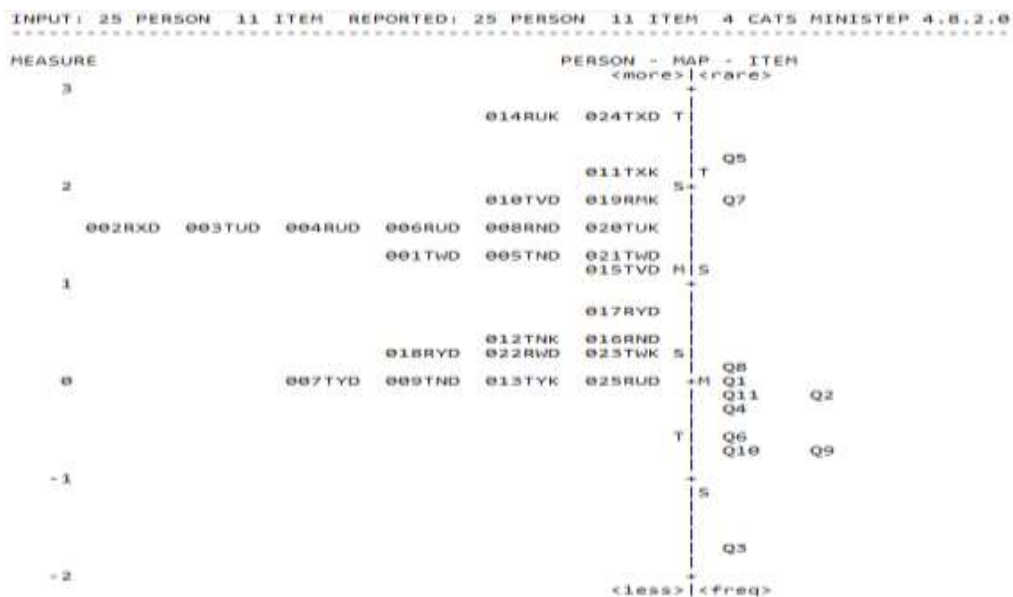 INPUT: 25 PERSON 11 ITEM REPORTED: 25 PERSON 11 ITEM 4 CATS MINISTEP 4.8.2.0
--------------------------------------------------------------------------------
MEASURE PERSON - MAP - ITEM
<more>|<rare>
3 +
014RUK 024TXD T|
| Q5
011TXK |T
2 S+
010TVD 019RMK | Q7
002RXD 003TUD 004RUD 006RUD 008RND 020TUK |
001TWD 005TND 021TWD |
015TVD M|S
1 +
017RYD |
012TNK 016RND |
018RYD 022RWD 023TWK S|
| Q8
0 007TYD 009TND 013TYK 025RUD +M Q1
| Q11 Q2
| Q4
T| Q6
| Q10 Q9
-1 +
|S
| Q3
-2 +
<less>|<freq>